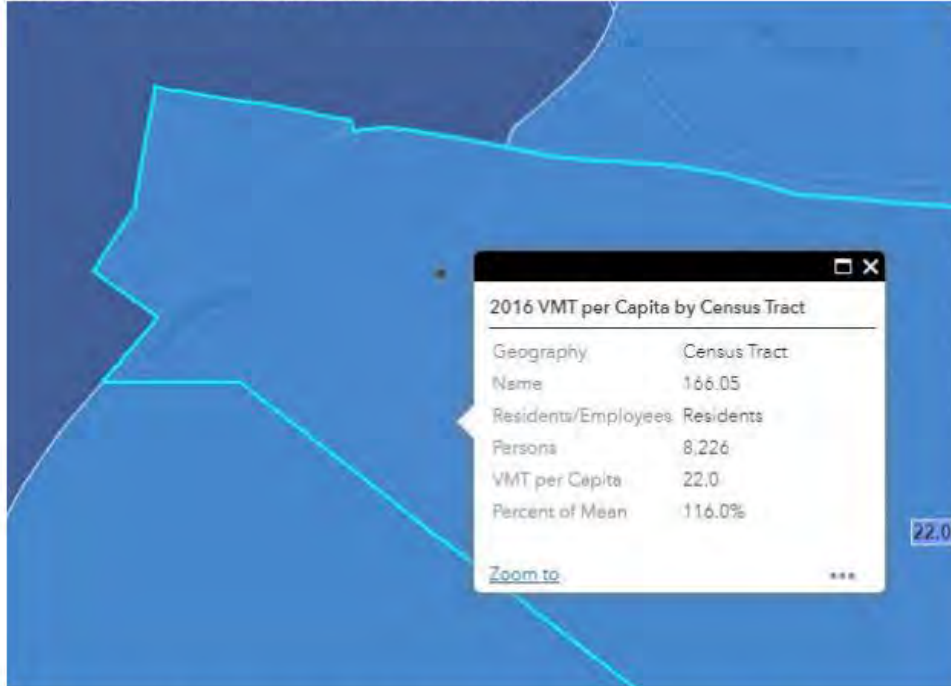 2016 VMT per Capita by Census Tract
Geography Census Tract
Name 166.05
Residents/Employees Residents
Persons 8,226
VMT per Capita 22.0
Percent of Mean 116.0%
22.0
Zoom to •••